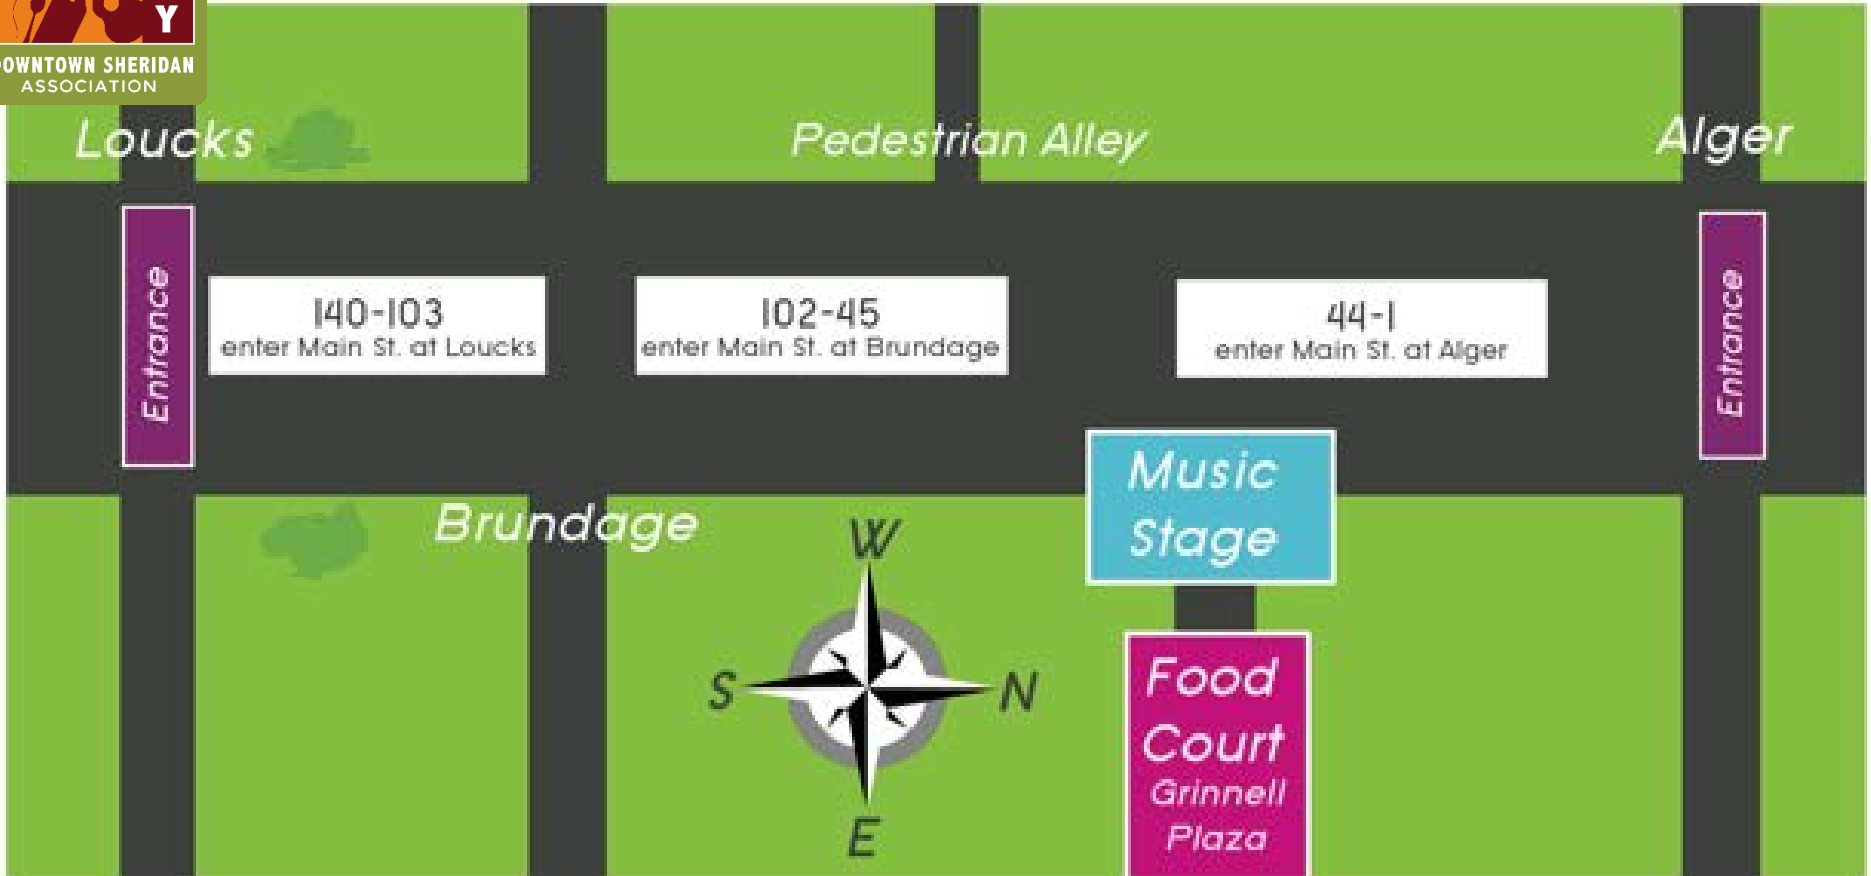 Y
OWNTOWN SHERIDAN
ASSOCIATION
Loucks
Pedestrian Alley
Alger
Entrance
140-103
enter Main St. at Loucks
102-45
enter Main St. at Brundage
44-1
enter Main St. at Alger
Entrance
Music
Stage
Brundage
W
S
N
E
Food
Court
Grinnell
Plaza